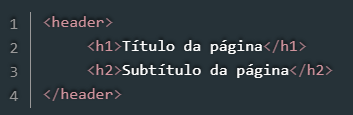 1 <header>
2 <h1>Título da página</h1>
3 <h2>Subtítulo da página</h2>
4 </header>